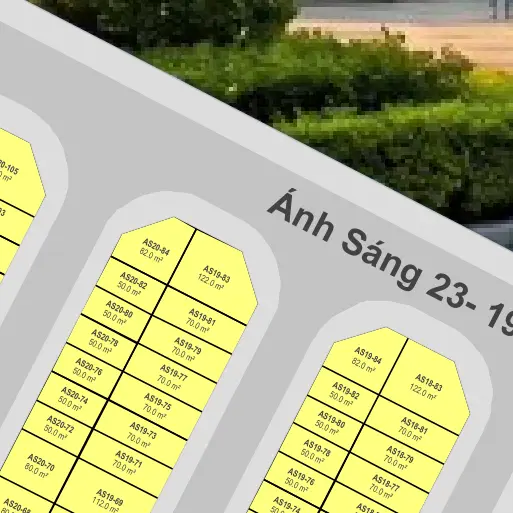 Ánh Sáng 23- 19
AS20-84
82.0 m²
AS19-83
122.0 m²
AS20-82
50.0 m²
AS19-81
70.0 m²
AS20-80
50.0 m²
AS19-79
70.0 m²
AS20-78
50.0 m²
AS19-77
70.0 m²
AS20-76
50.0 m²
AS19-75
70.0 m²
AS20-74
50.0 m²
AS19-73
70.0 m²
AS20-72
50.0 m²
AS19-71
70.0 m²
AS20-70
80.0 m²
AS19-69
112.0 m²
AS20-68
AS19-84
82.0 m²
AS18-83
122.0 m²
AS19-82
50.0 m²
AS18-81
70.0 m²
AS19-80
50.0 m²
AS18-79
70.0 m²
AS19-78
50.0 m²
AS18-77
70.0 m²
AS19-76
50.0 m²
AS19-74
50.0 m²